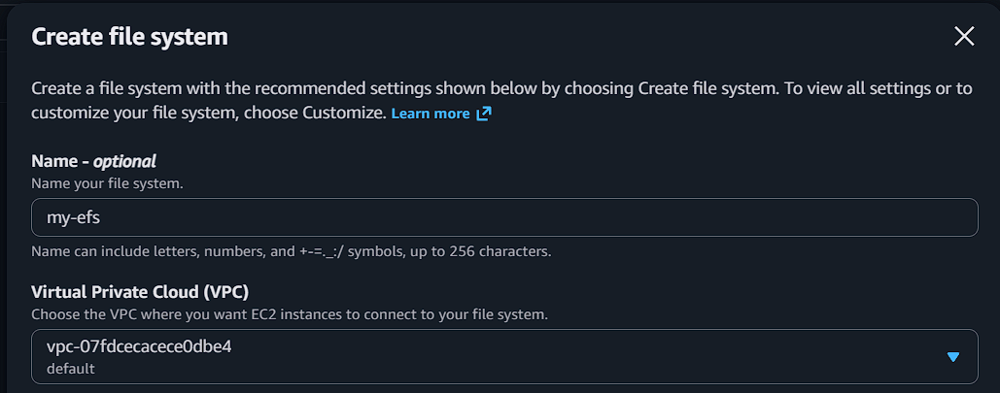 Create file system
Create a file system with the recommended settings shown below by choosing Create file system. To view all settings or to
customize your file system, choose Customize. Learn more
Name - optional
Name your file system.
my-efs
Name can include letters, numbers, and +-=._:/ symbols, up to 256 characters.
Virtual Private Cloud (VPC)
Choose the VPC where you want EC2 instances to connect to your file system.
vpc-07fdcecacece0dbe4
default